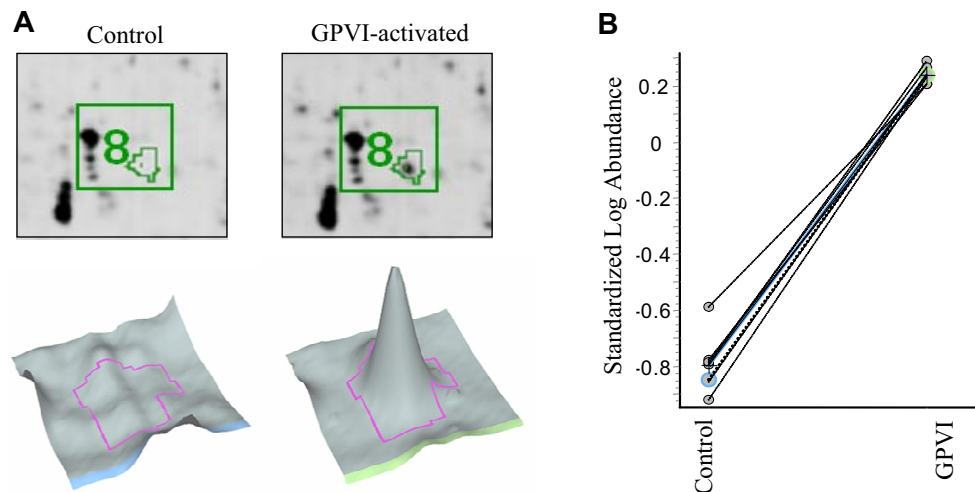 A
Control
GPVI-activated
8
8
B
Standardized Log Abundance
0.2
0
-0.2
-0.4
-0.6
-0.8
Control
GPVI